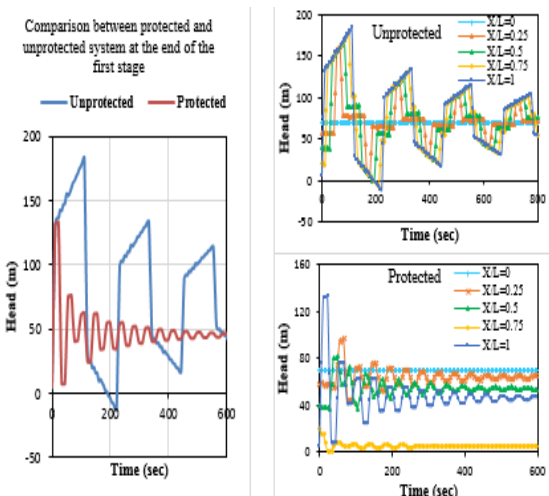 Comparison between protected and
unprotected system at the end of the
first stage
Unprotected
Protected
200
150
100
50
0
-50
0
200
400
600
Head (m)
Time (sec)
Unprotected
X/L=0
X/L=0.25
X/L=0.5
X/L=0.75
X/L=1
200
150
100
50
0
-50
0
200
400
600
800
Head (m)
Time (sec)
Protected
X/L=0
X/L=0.25
X/L=0.5
X/L=0.75
X/L=1
160
120
80
40
0
0
200
400
600
Head (m)
Time (sec)